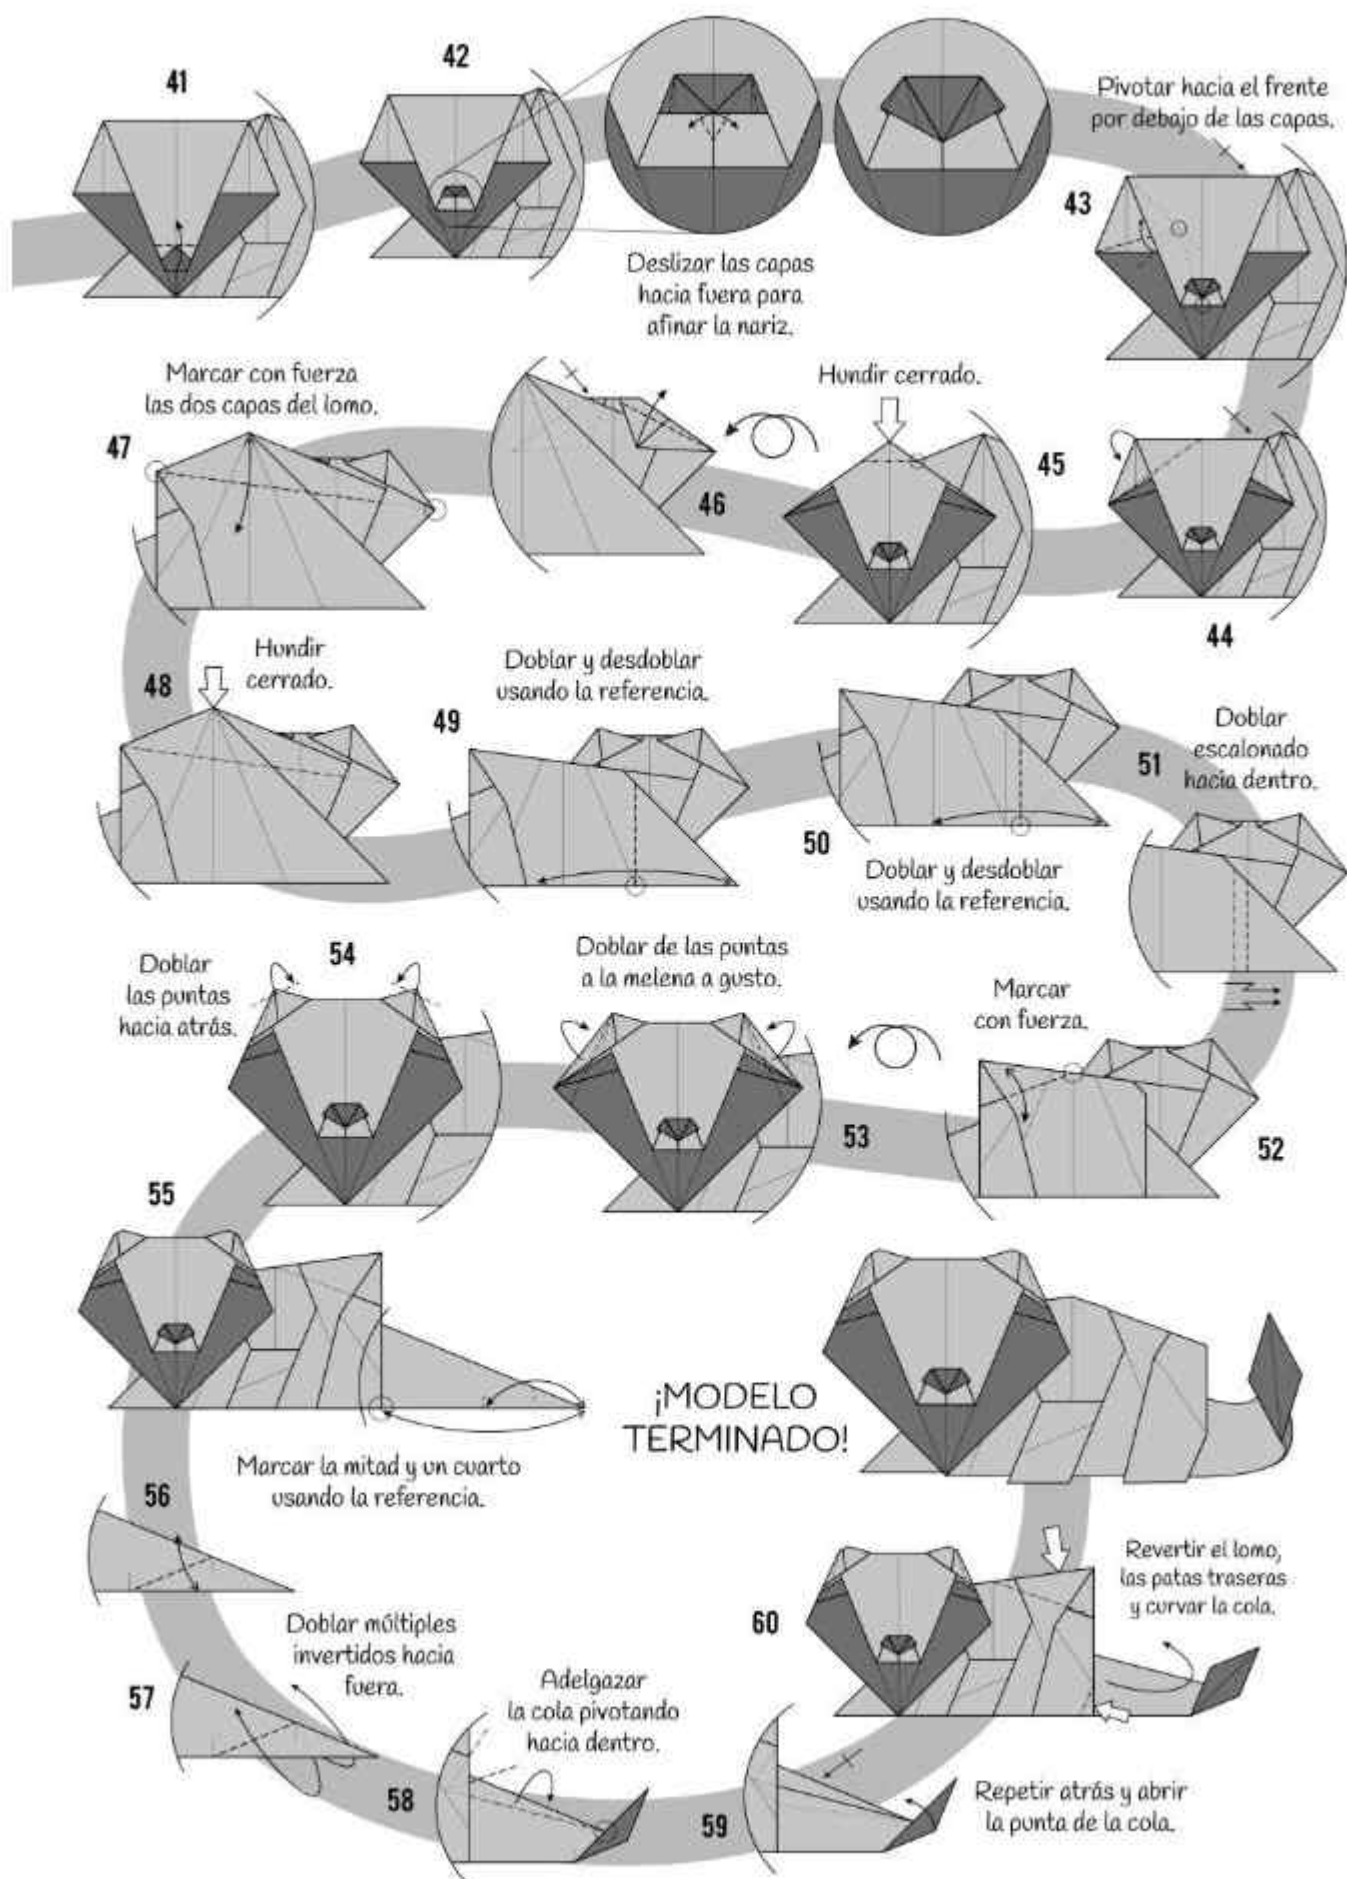 41
42
Deslizar las capas
hacia fuera para
afinar la nariz.
Pivotar hacia el frente
por debajo de las capas.
43
44
45
Hundir cerrado.
46
Marcar con fuerza
las dos capas del lomo.
47
48
Hundir
cerrado.
49
Doblar y desdoblar
usando la referencia.
50
Doblar y desdoblar
usando la referencia.
51
Doblar
escalonado
hacia dentro.
52
Marcar
con fuerza.
53
Doblar de las puntas
a la melena a gusto.
54
Doblar
las puntas
hacia atrás.
55
Marcar la mitad y un cuarto
usando la referencia.
56
57
Doblar múltiples
invertidos hacia
fuera.
58
Adelgazar
la cola pivotando
hacia dentro.
59
Repetir atrás y abrir
la punta de la cola.
60
Revertir el lomo,
las patas traseras
y curvar la cola.
¡MODELO
TERMINADO!